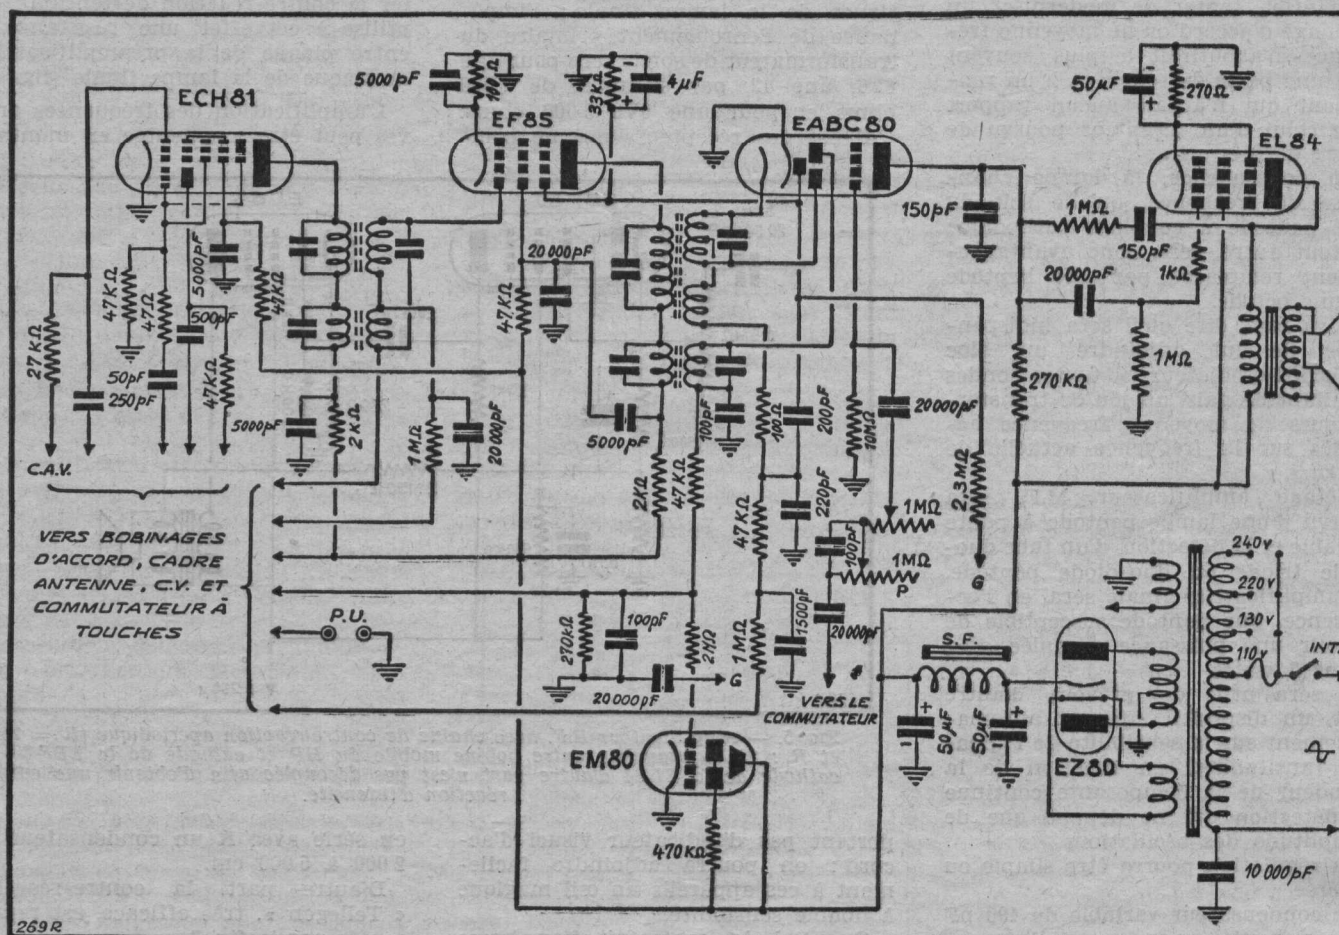 5000pF
100Ω
33KΩ
4µF
50µF
270Ω
ECH81
EF85
EABC80
EL84
150pF
1MΩ
150pF
20000pF
1KΩ
47KΩ
47Ω
5000pF
500pF
47KΩ
20000pF
47KΩ
27KΩ
50pF
250pF
47KΩ
270KΩ
1MΩ
C.A.V.
5000pF
2KΩ
1MΩ
20000pF
5000pF
100pF
100Ω
200pF
10MΩ
20000pF
2,3MΩ
2KΩ
47KΩ
47KΩ
220pF
100pF
1MΩ
1MΩ
P
G
VERS BOBINAGES
D'ACCORD, CADRE
ANTENNE, C.V. ET
COMMUTATEUR À
TOUCHES
P.U.
270KΩ
100pF
2MΩ
1MΩ
1500pF
20000pF
20000pF
G
VERS LE
COMMUTATEUR
S.F.
50µF
50µF
EZ80
240v
220v
130v
110v
INT.
EM80
470KΩ
10000pF
269R